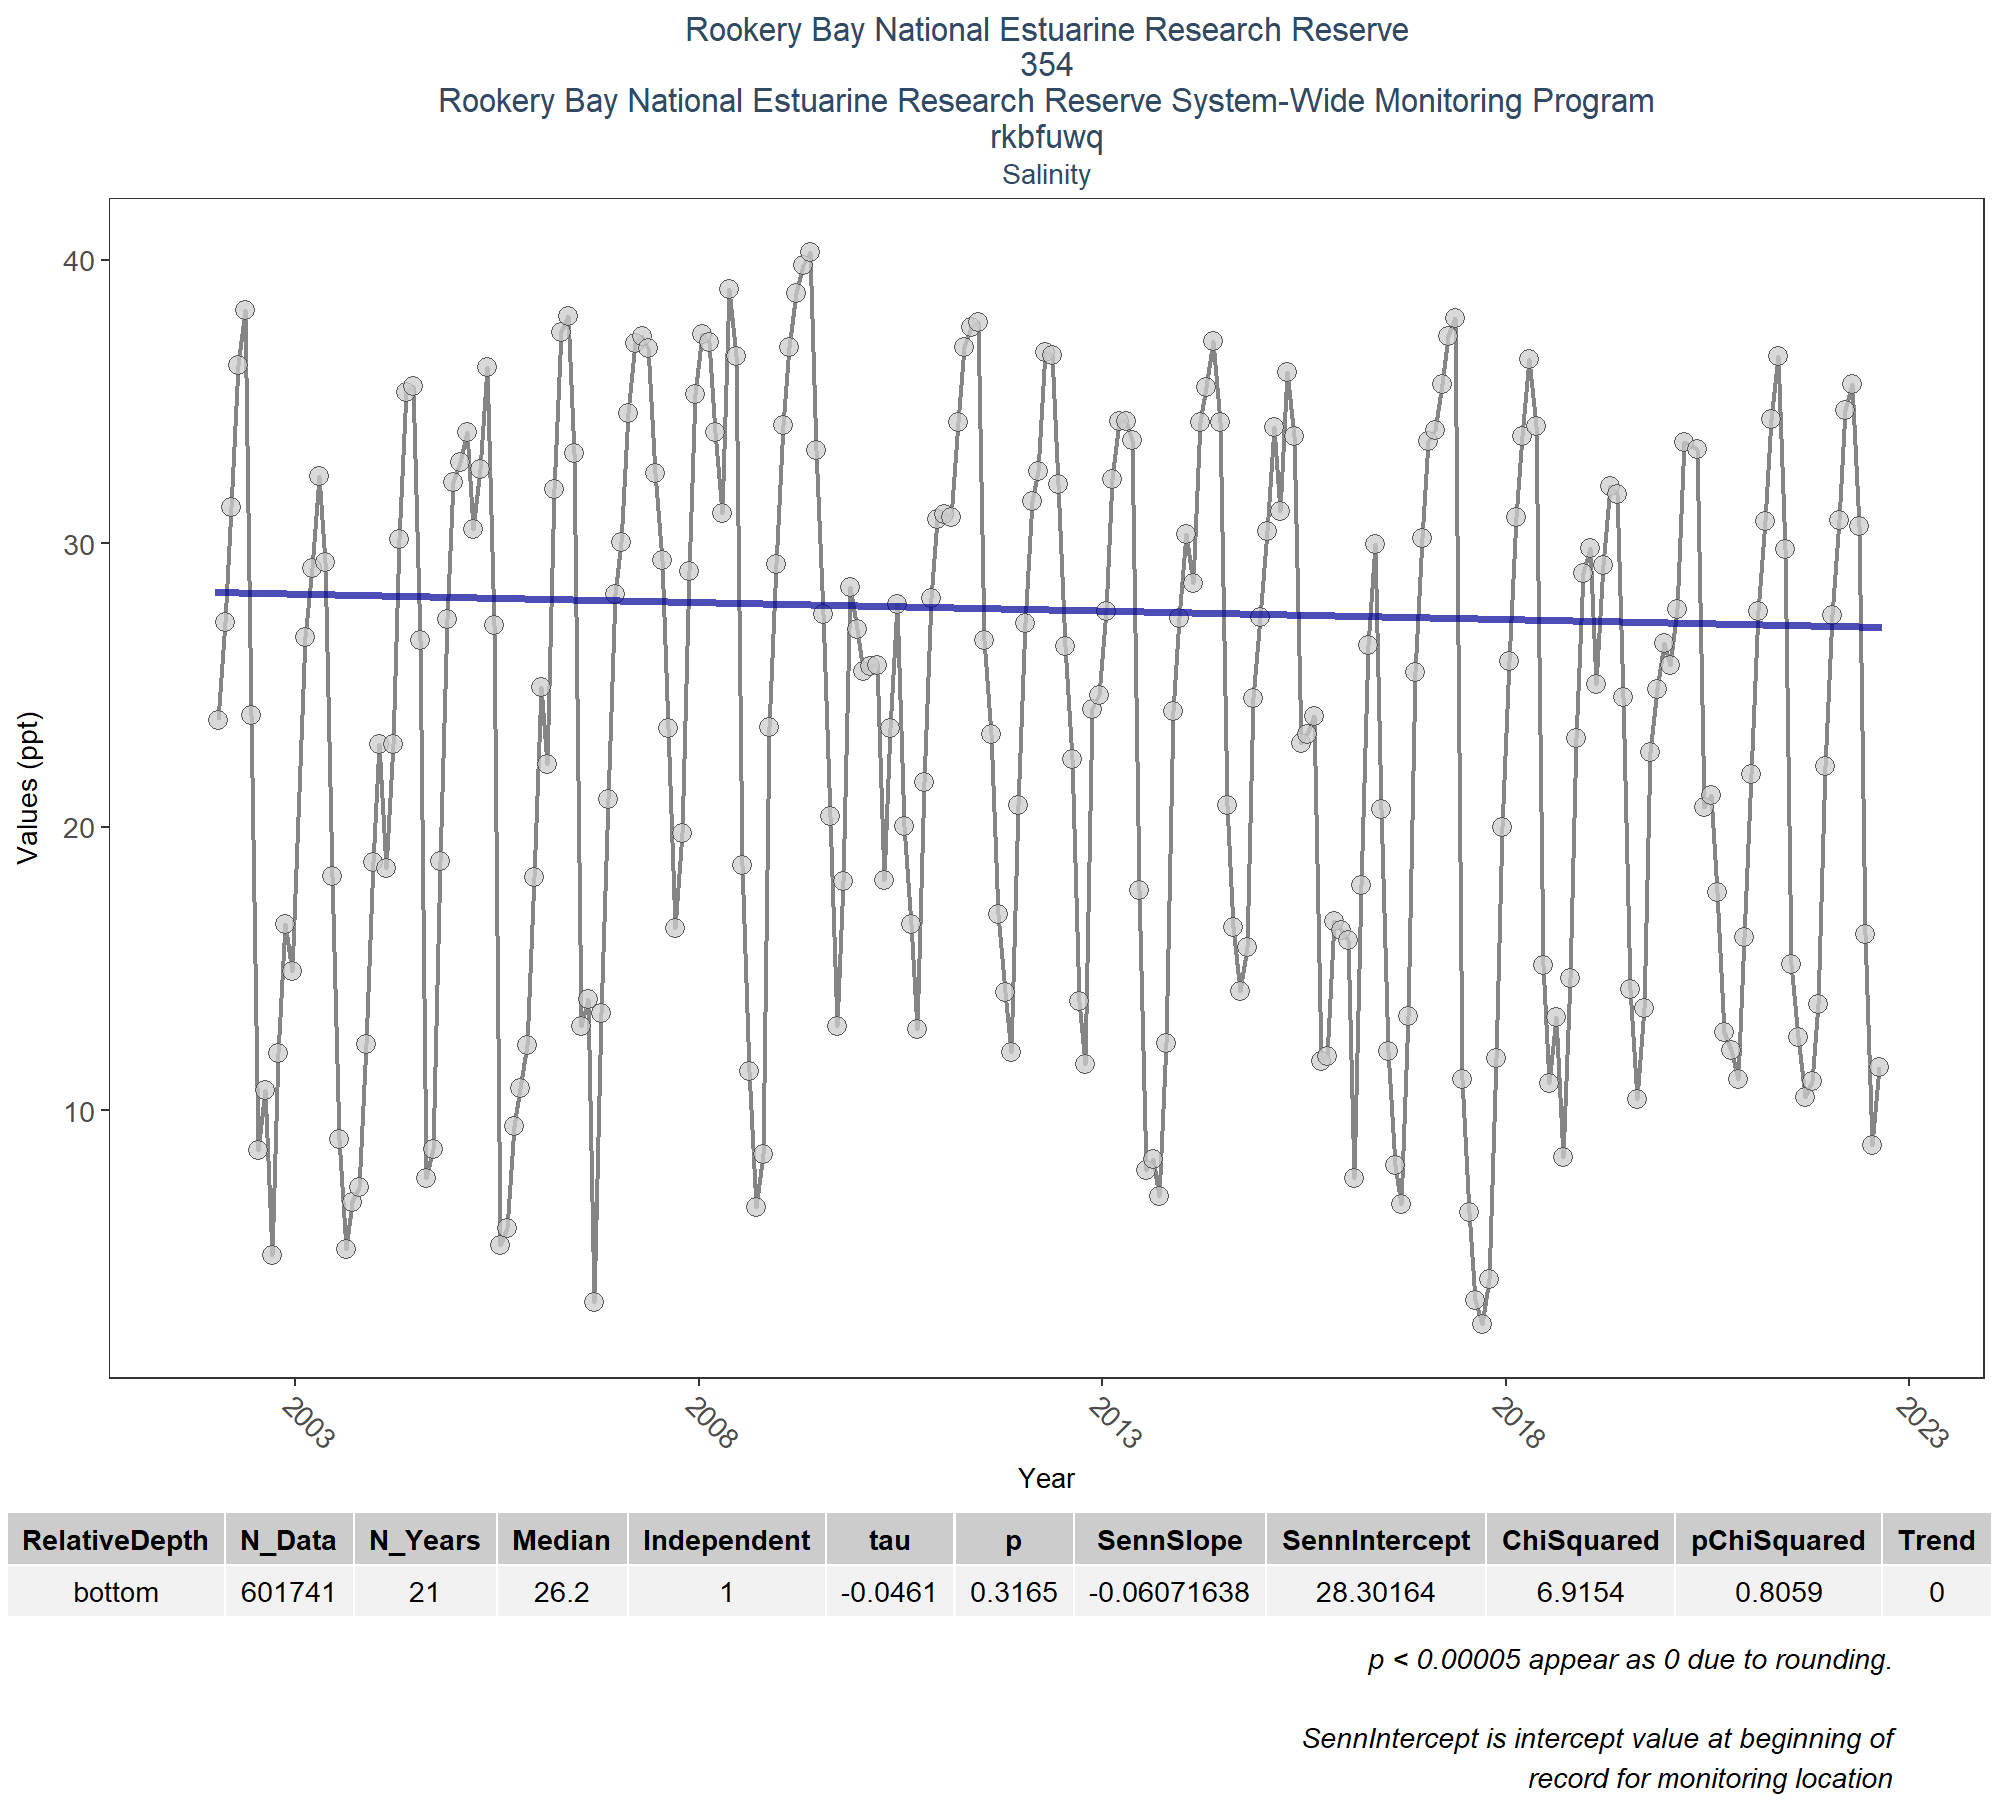 Rookery Bay National Estuarine Research Reserve
354
Rookery Bay National Estuarine Research Reserve System-Wide Monitoring Program
rkbfuwq
Salinity
40
30
20
10
Values (ppt)
2003 2008 2013 2018 2023
Year
RelativeDepth N_Data N_Years Median Independent tau p SennSlope SennIntercept ChiSquared pChiSquared Trend
bottom 601741 21 26.2 1 -0.0461 0.3165 -0.06071638 28.30164 6.9154 0.8059 0
p < 0.00005 appear as 0 due to rounding.
SennIntercept is intercept value at beginning of
record for monitoring location